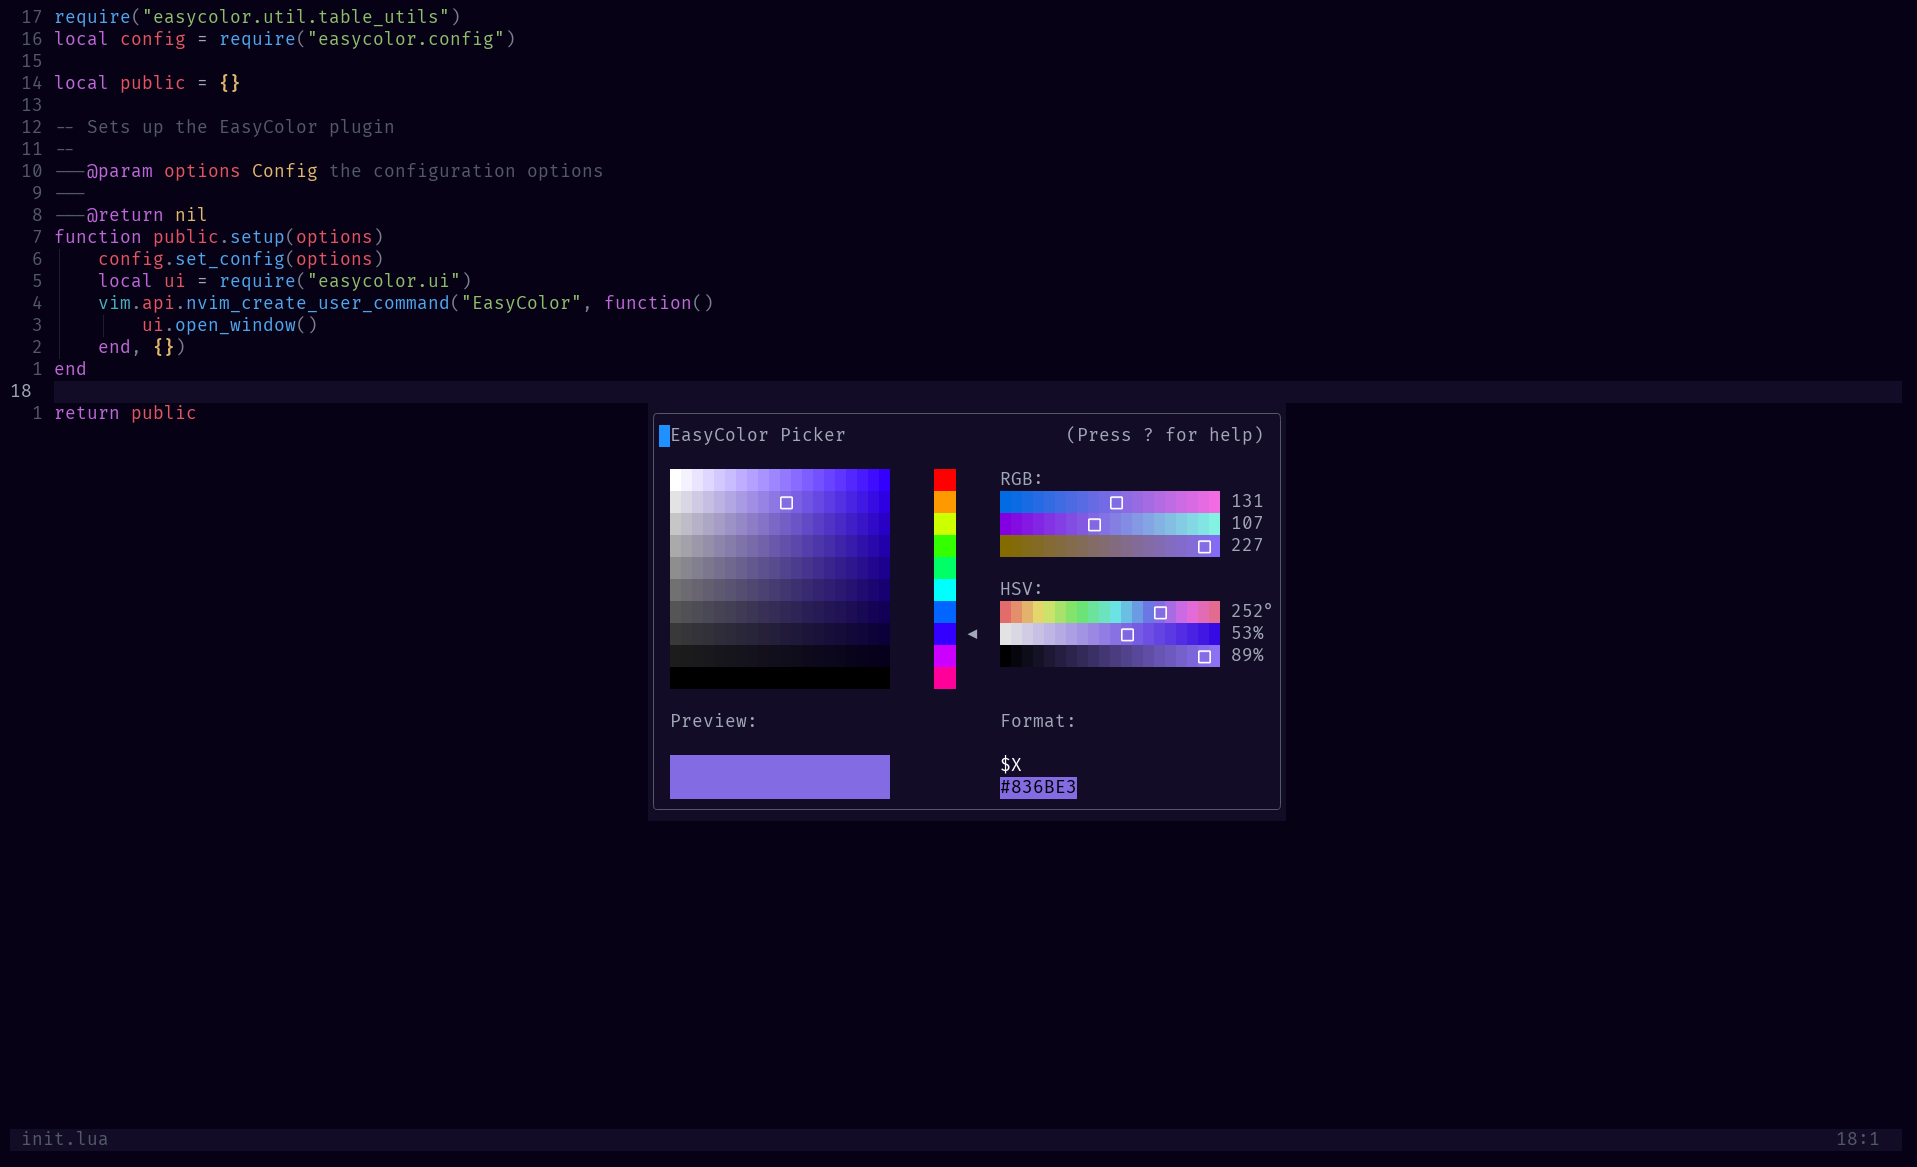 17 require("easycolor.util.table_utils")
16 local config = require("easycolor.config")
15
14 local public = {}
13
12 -- Sets up the EasyColor plugin
11 --
10 ---@param options Config the configuration options
9 ---
8 ---@return nil
7 function public.setup(options)
6     config.set_config(options)
5     local ui = require("easycolor.ui")
4     vim.api.nvim_create_user_command("EasyColor", function()
3         ui.open_window()
2     end, {})
1 end
18
1 return public
EasyColor Picker (Press ? for help)
RGB:
131
107
227
HSV:
252°
53%
89%
Preview: Format:
$X
#836BE3
init.lua 18:1